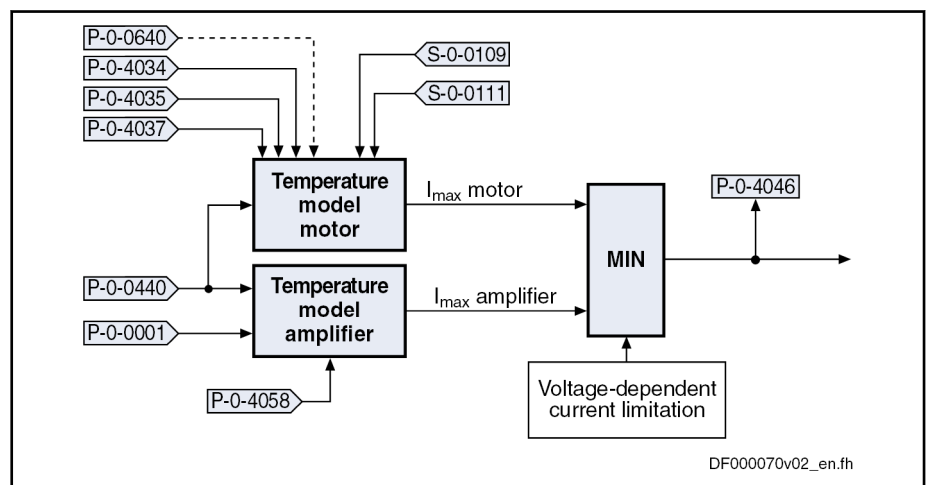 P-0-0640
P-0-4034
P-0-4035
P-0-4037
S-0-0109
S-0-0111
Temperature
model
motor
Imax motor
P-0-4046
MIN
P-0-0440
P-0-0001
Temperature
model
amplifier
Imax amplifier
P-0-4058
Voltage-dependent
current limitation
DF000070v02_en.fh